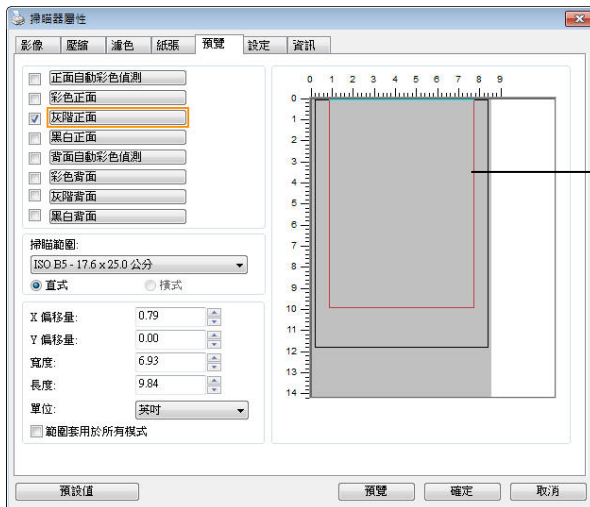 掃瞄器屬性
影像 壓縮 濾色 紙張 預覽 設定 資訊
正面自動彩色偵測
彩色正面
灰階正面
黑白正面
背面自動彩色偵測
彩色背面
灰階背面
黑白背面
掃瞄範圍:
ISO B5 - 17.6 x 25.0 公分
直式 橫式
X 偏移量: 0.79
Y 偏移量: 0.00
寬度: 6.93
長度: 9.84
單位: 英吋
範圍套用於所有模式
0 1 2 3 4 5 6 7 8 9
0
1
2
3
4
5
6
7
8
9
10
11
12
13
14
預設值 預覽 確定 取消